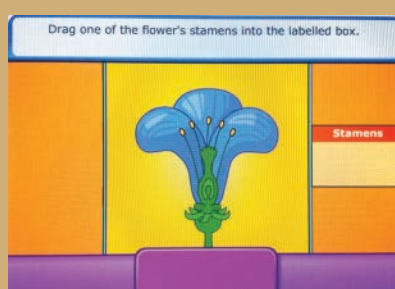 Drag one of the flower's stamens into the labelled box.
Stamens